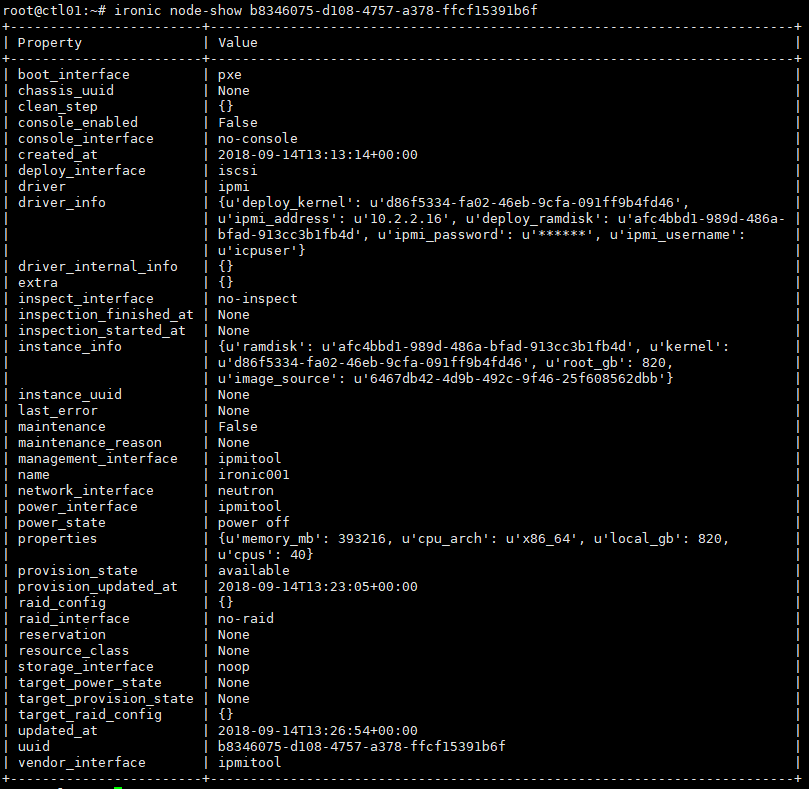 root@ctl01:~# ironic node-show b8346075-d108-4757-a378-ffcf15391b6f
+------------------------+-------------------------------------------------------------------------+
| Property               | Value                                                                   |
+------------------------+-------------------------------------------------------------------------+
| boot_interface         | pxe                                                                     |
| chassis_uuid           | None                                                                    |
| clean_step             | {}                                                                      |
| console_enabled        | False                                                                   |
| console_interface      | no-console                                                              |
| created_at             | 2018-09-14T13:13:14+00:00                                               |
| deploy_interface       | iscsi                                                                   |
| driver                 | ipmi                                                                    |
| driver_info            | {u'deploy_kernel': u'd86f5334-fa02-46eb-9cfa-091ff9b4fd46',             |
|                        | u'ipmi_address': u'10.2.2.16', u'deploy_ramdisk': u'afc4bbd1-989d-486a- |
|                        | bfad-913cc3b1fb4d', u'ipmi_password': u'******', u'ipmi_username':      |
|                        | u'icpuser'}                                                             |
| driver_internal_info   | {}                                                                      |
| extra                  | {}                                                                      |
| inspect_interface      | no-inspect                                                              |
| inspection_finished_at | None                                                                    |
| inspection_started_at  | None                                                                    |
| instance_info          | {u'ramdisk': u'afc4bbd1-989d-486a-bfad-913cc3b1fb4d', u'kernel':        |
|                        | u'd86f5334-fa02-46eb-9cfa-091ff9b4fd46', u'root_gb': 820,               |
|                        | u'image_source': u'6467db42-4d9b-492c-9f46-25f608562dbb'}               |
| instance_uuid          | None                                                                    |
| last_error             | None                                                                    |
| maintenance            | False                                                                   |
| maintenance_reason     | None                                                                    |
| management_interface   | ipmitool                                                                |
| name                   | ironic001                                                               |
| network_interface      | neutron                                                                 |
| power_interface        | ipmitool                                                                |
| power_state            | power off                                                               |
| properties             | {u'memory_mb': 393216, u'cpu_arch': u'x86_64', u'local_gb': 820,        |
|                        | u'cpus': 40}                                                            |
| provision_state        | available                                                               |
| provision_updated_at   | 2018-09-14T13:23:05+00:00                                               |
| raid_config            | {}                                                                      |
| raid_interface         | no-raid                                                                 |
| reservation            | None                                                                    |
| resource_class         | None                                                                    |
| storage_interface      | noop                                                                    |
| target_power_state     | None                                                                    |
| target_provision_state | None                                                                    |
| target_raid_config     | {}                                                                      |
| updated_at             | 2018-09-14T13:26:54+00:00                                               |
| uuid                   | b8346075-d108-4757-a378-ffcf15391b6f                                    |
| vendor_interface       | ipmitool                                                                |
+------------------------+-------------------------------------------------------------------------+